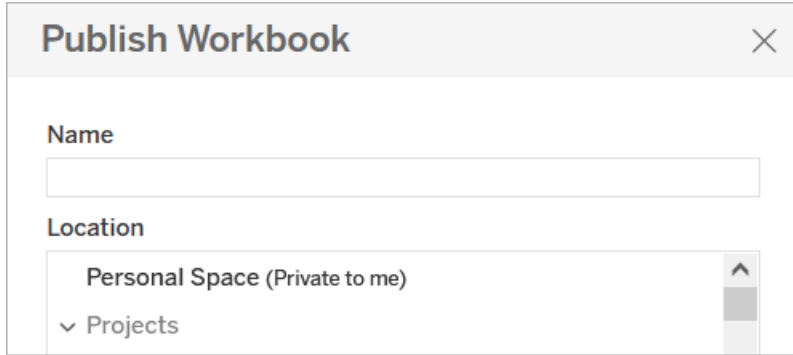 Publish Workbook
Name
Location
Personal Space (Private to me)
Projects